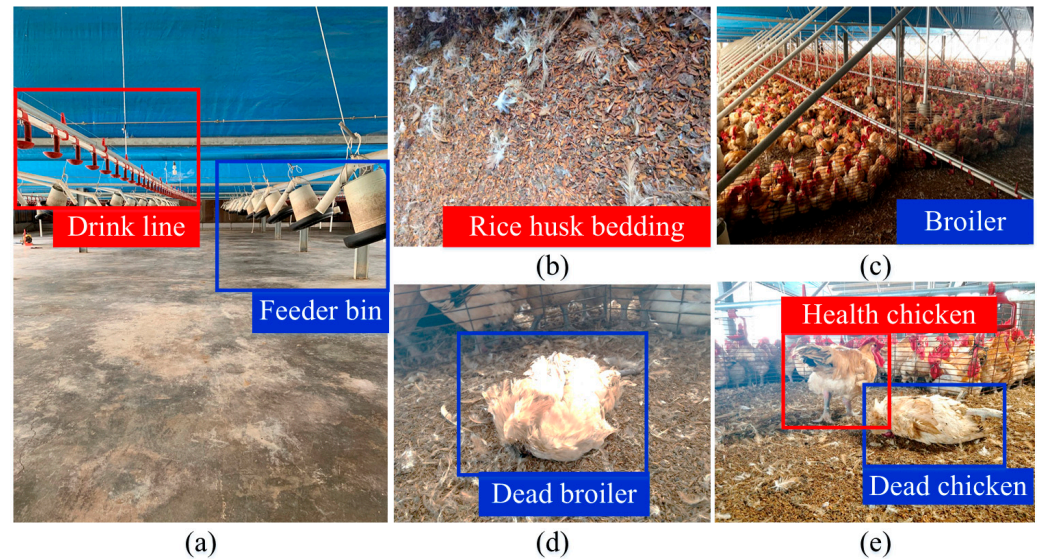 Drink line
Feeder bin
(a)
Rice husk bedding
(b)
Broiler
(c)
Dead broiler
(d)
Health chicken
Dead chicken
(e)